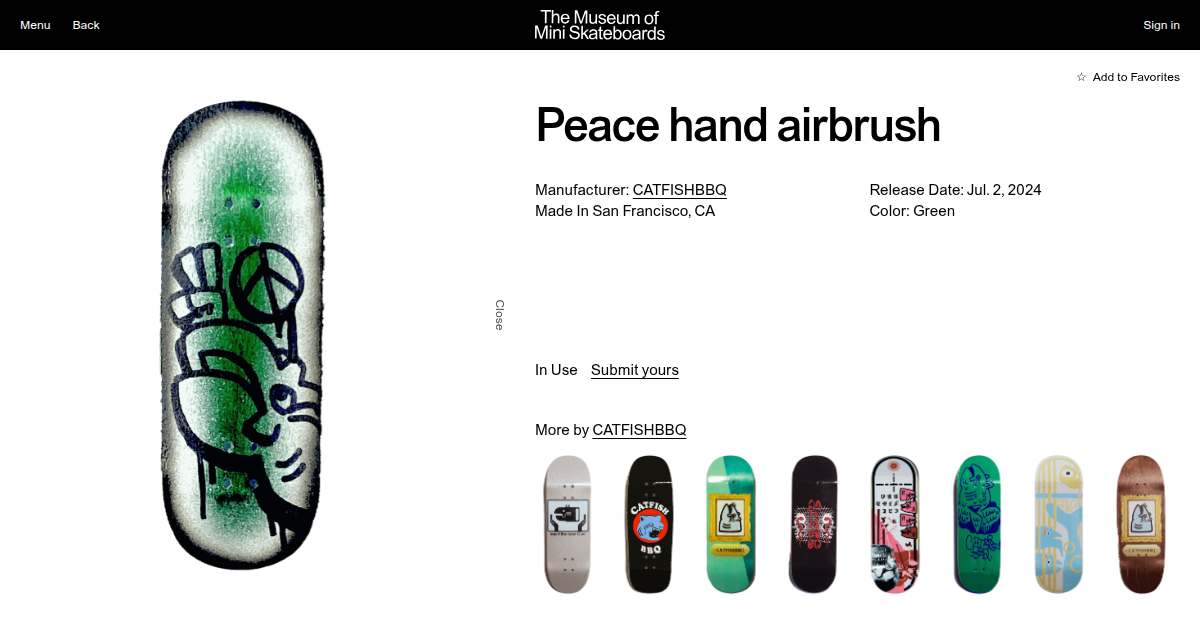 Menu
Back
The Museum of
Mini Skateboards
Sign in
☆ Add to Favorites
Peace hand airbrush
Manufacturer: CATFISHBBQ
Made In San Francisco, CA
Release Date: Jul. 2, 2024
Color: Green
Close
In Use
Submit yours
More by CATFISHBBQ
CATFISH
BBQ